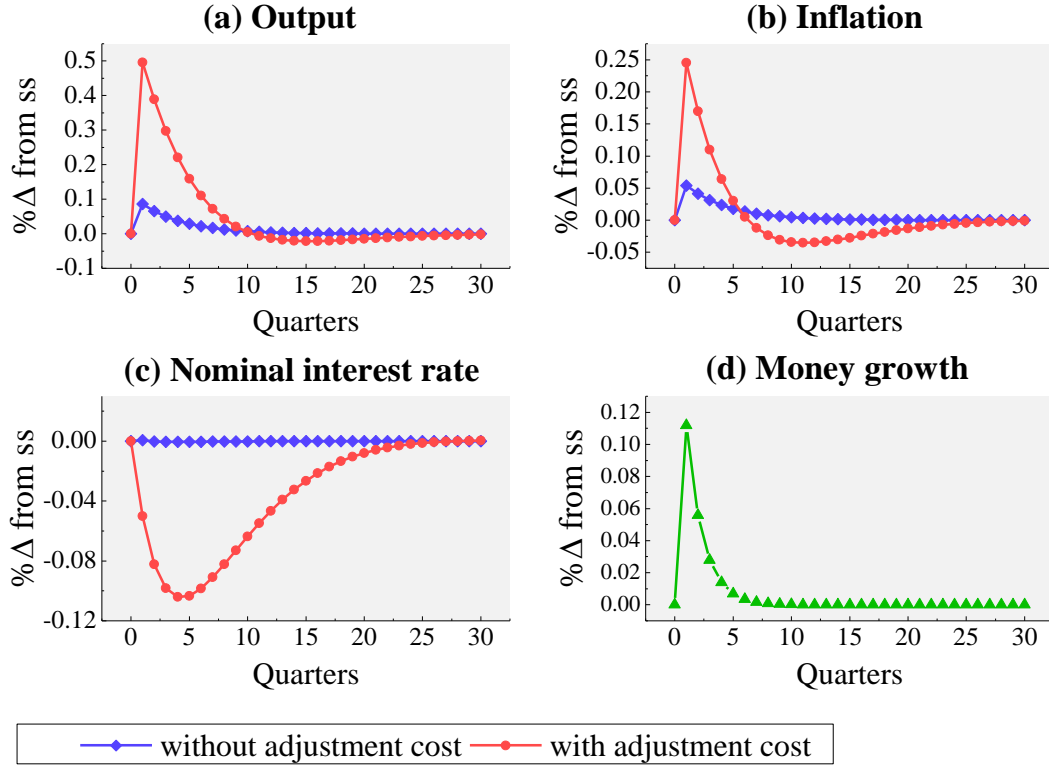 (a) Output
% Δ from ss
0.5
0.4
0.3
0.2
0.1
0.0
-0.1
0 5 10 15 20 25 30
Quarters
(b) Inflation
% Δ from ss
0.25
0.20
0.15
0.10
0.05
0.00
-0.05
0 5 10 15 20 25 30
Quarters
(c) Nominal interest rate
% Δ from ss
0.00
-0.04
-0.08
-0.12
0 5 10 15 20 25 30
Quarters
(d) Money growth
% Δ from ss
0.12
0.10
0.08
0.06
0.04
0.02
0.00
0 5 10 15 20 25 30
Quarters
without adjustment cost with adjustment cost